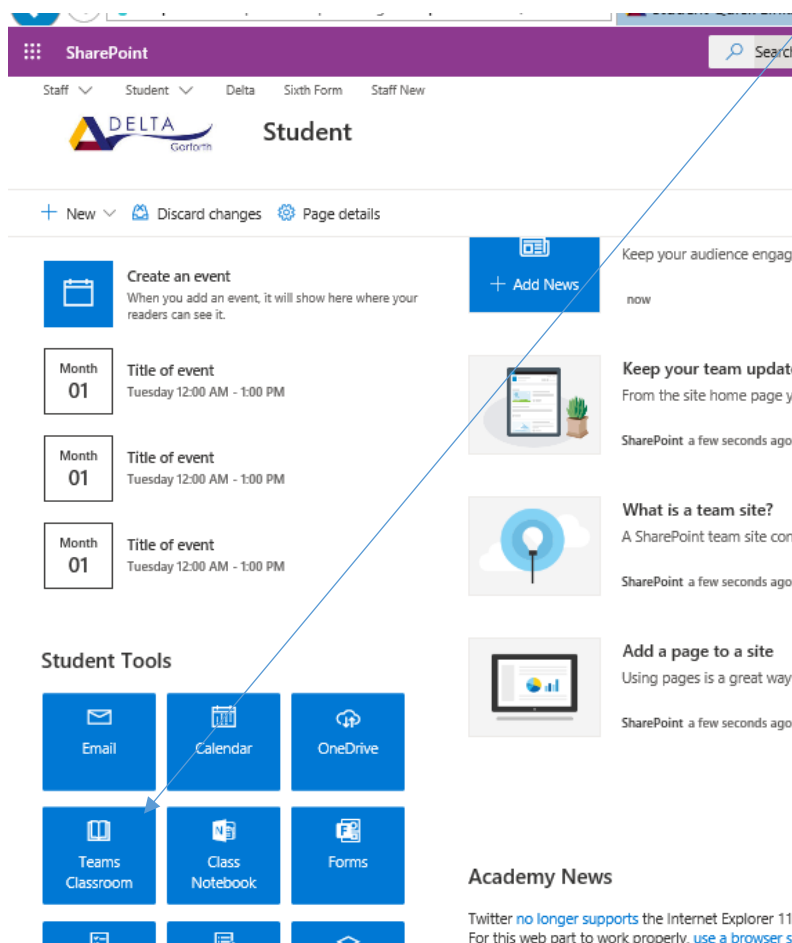 SharePoint
Search
Staff
Student
Delta
Sixth Form
Staff New
DELTA
Garforth
Student
New
Discard changes
Page details
Create an event
When you add an event, it will show here where your
readers can see it.
Month
01
Title of event
Tuesday 12:00 AM - 1:00 PM
Month
01
Title of event
Tuesday 12:00 AM - 1:00 PM
Month
01
Title of event
Tuesday 12:00 AM - 1:00 PM
Student Tools
Email
Calendar
OneDrive
Teams
Classroom
Class
Notebook
Forms
+ Add News
Keep your audience engag
now
Keep your team update
From the site home page y
SharePoint a few seconds ago
What is a team site?
A SharePoint team site con
SharePoint a few seconds ago
Add a page to a site
Using pages is a great way
SharePoint a few seconds ago
Academy News
Twitter no longer supports the Internet Explorer 11
For this web part to work properly, use a browser s